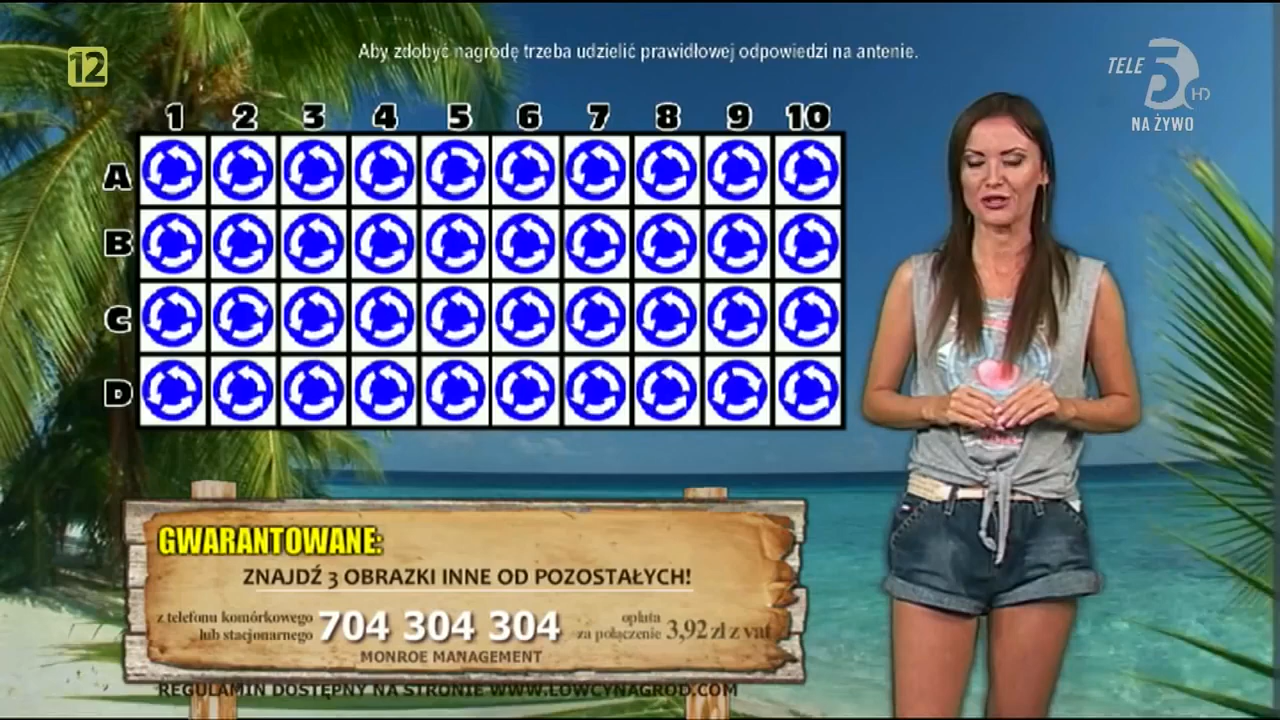 12
Aby zdobyć nagrodę trzeba udzielić prawidłowej odpowiedzi na antenie.
TELE 5 HD
NA ŻYWO
1 2 3 4 5 6 7 8 9 10
A
B
C
D
GWARANTOWANE:
ZNAJDŹ 3 OBRAZKI INNE OD POZOSTAŁYCH!
z telefonu komórkowego
lub stacjonarnego
704 304 304
opłata
za połączenie 3,92 zł z vat
MONROE MANAGEMENT
REGULAMIN DOSTĘPNY NA STRONIE WWW.LOWCYNAGROD.COM